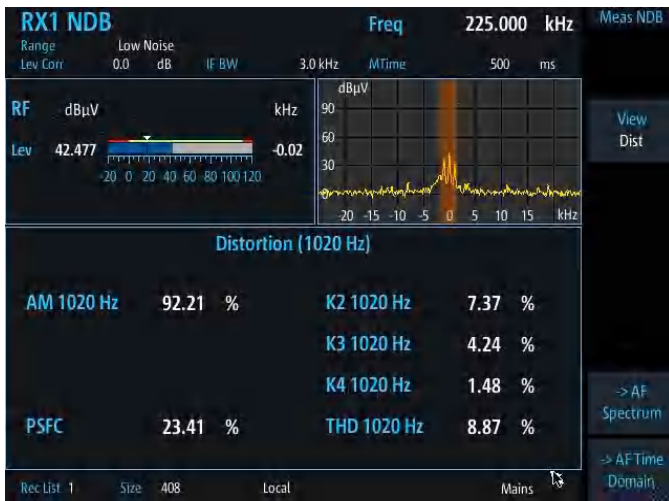 RX1 NDB Freq 225.000 kHz Meas NDB
Range Low Noise
Lev Corr 0.0 dB IF BW 3.0 kHz MTime 500 ms
RF dBµV kHz
Lev 42.477 -0.02
-20 0 20 40 60 80 100 120
dBµV
90
60
30
0
-20 -15 -10 -5 0 5 10 15 kHz
View
Dist
Distortion (1020 Hz)
AM 1020 Hz 92.21 % K2 1020 Hz 7.37 %
K3 1020 Hz 4.24 %
K4 1020 Hz 1.48 %
PSFC 23.41 % THD 1020 Hz 8.87 %
-> AF
Spectrum
-> AF Time
Domain
Rec List 1 Size 408 Local Mains